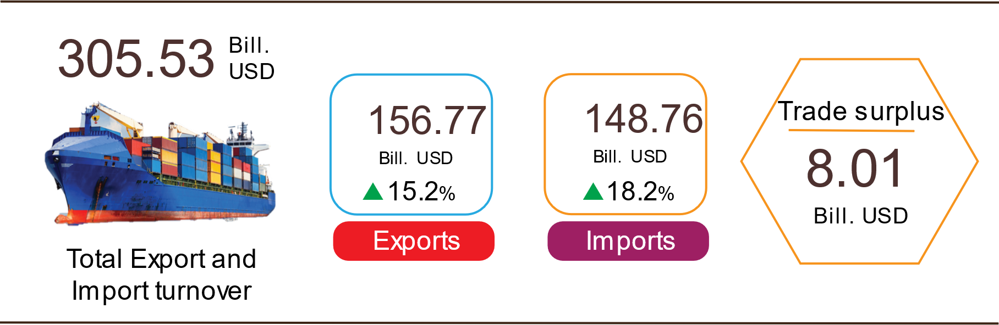 305.53
Bill.
USD
Total Export and
Import turnover
156.77
Bill. USD
15.2%
Exports
148.76
Bill. USD
18.2%
Imports
Trade surplus
8.01
Bill. USD